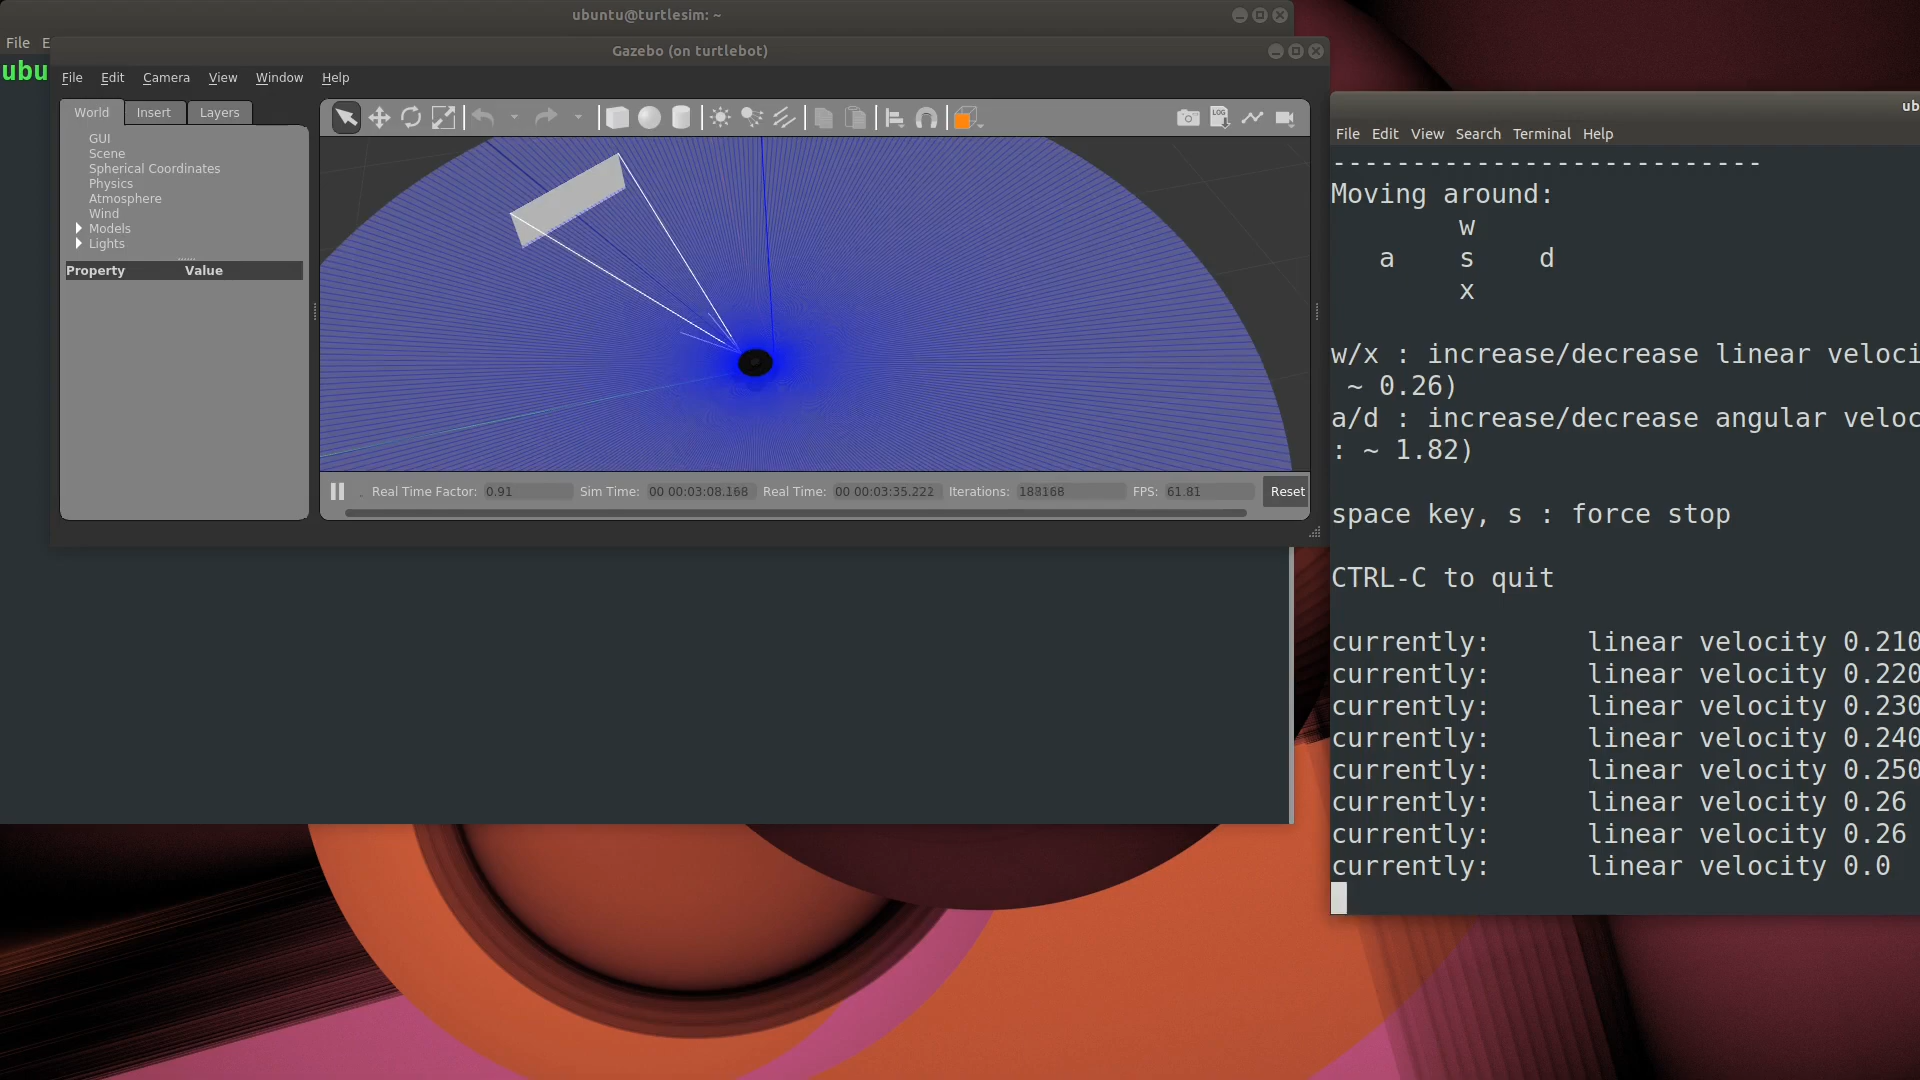 ubuntu@turtlesim: ~
File E
ubu
Gazebo (on turtlebot)
File Edit Camera View Window Help
World Insert Layers
GUI
Scene
Spherical Coordinates
Physics
Atmosphere
Wind
Models
Lights
Property Value
LOG
Real Time Factor: 0.91 Sim Time: 00 00:03:08.168 Real Time: 00 00:03:35.222 Iterations: 188168 FPS: 61.81 Reset
ub
File Edit View Search Terminal Help
---------------------------
Moving around:
w
a s d
x
w/x : increase/decrease linear veloci
~ 0.26)
a/d : increase/decrease angular veloc
: ~ 1.82)
space key, s : force stop
CTRL-C to quit
currently: linear velocity 0.210
currently: linear velocity 0.220
currently: linear velocity 0.230
currently: linear velocity 0.240
currently: linear velocity 0.250
currently: linear velocity 0.26
currently: linear velocity 0.26
currently: linear velocity 0.0